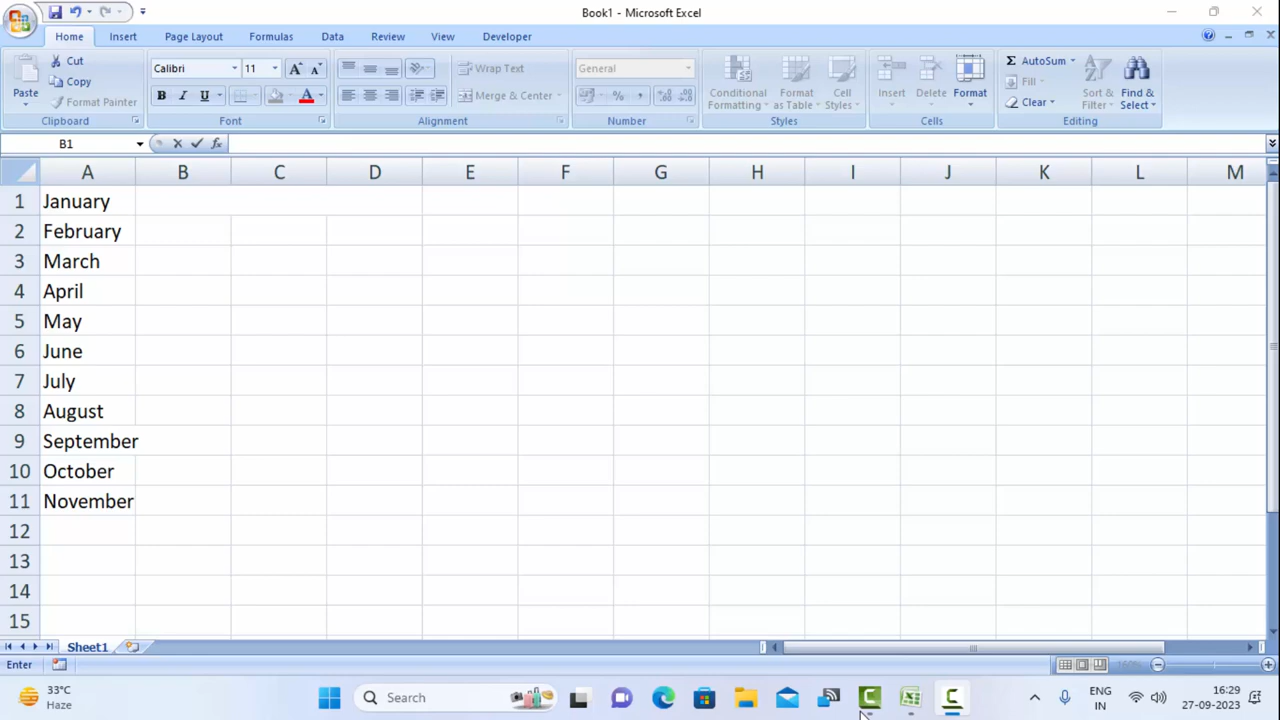 Book1 - Microsoft Excel
Home Insert Page Layout Formulas Data Review View Developer
Paste
Cut
Copy
Format Painter
Clipboard
Calibri 11
B I U A
Font
Wrap Text
Merge & Center
Alignment
General
%
Number
Conditional Formatting
Format as Table
Cell Styles
Styles
Insert Delete Format
Cells
Σ AutoSum
Fill
Clear
Sort & Filter
Find & Select
Editing
B1 fx
A B C D E F G H I J K L M
1 January
2 February
3 March
4 April
5 May
6 June
7 July
8 August
9 September
10 October
11 November
12
13
14
15
Sheet1
Enter 160%
33°C
Haze
Search
ENG
IN
16:29
27-09-2023